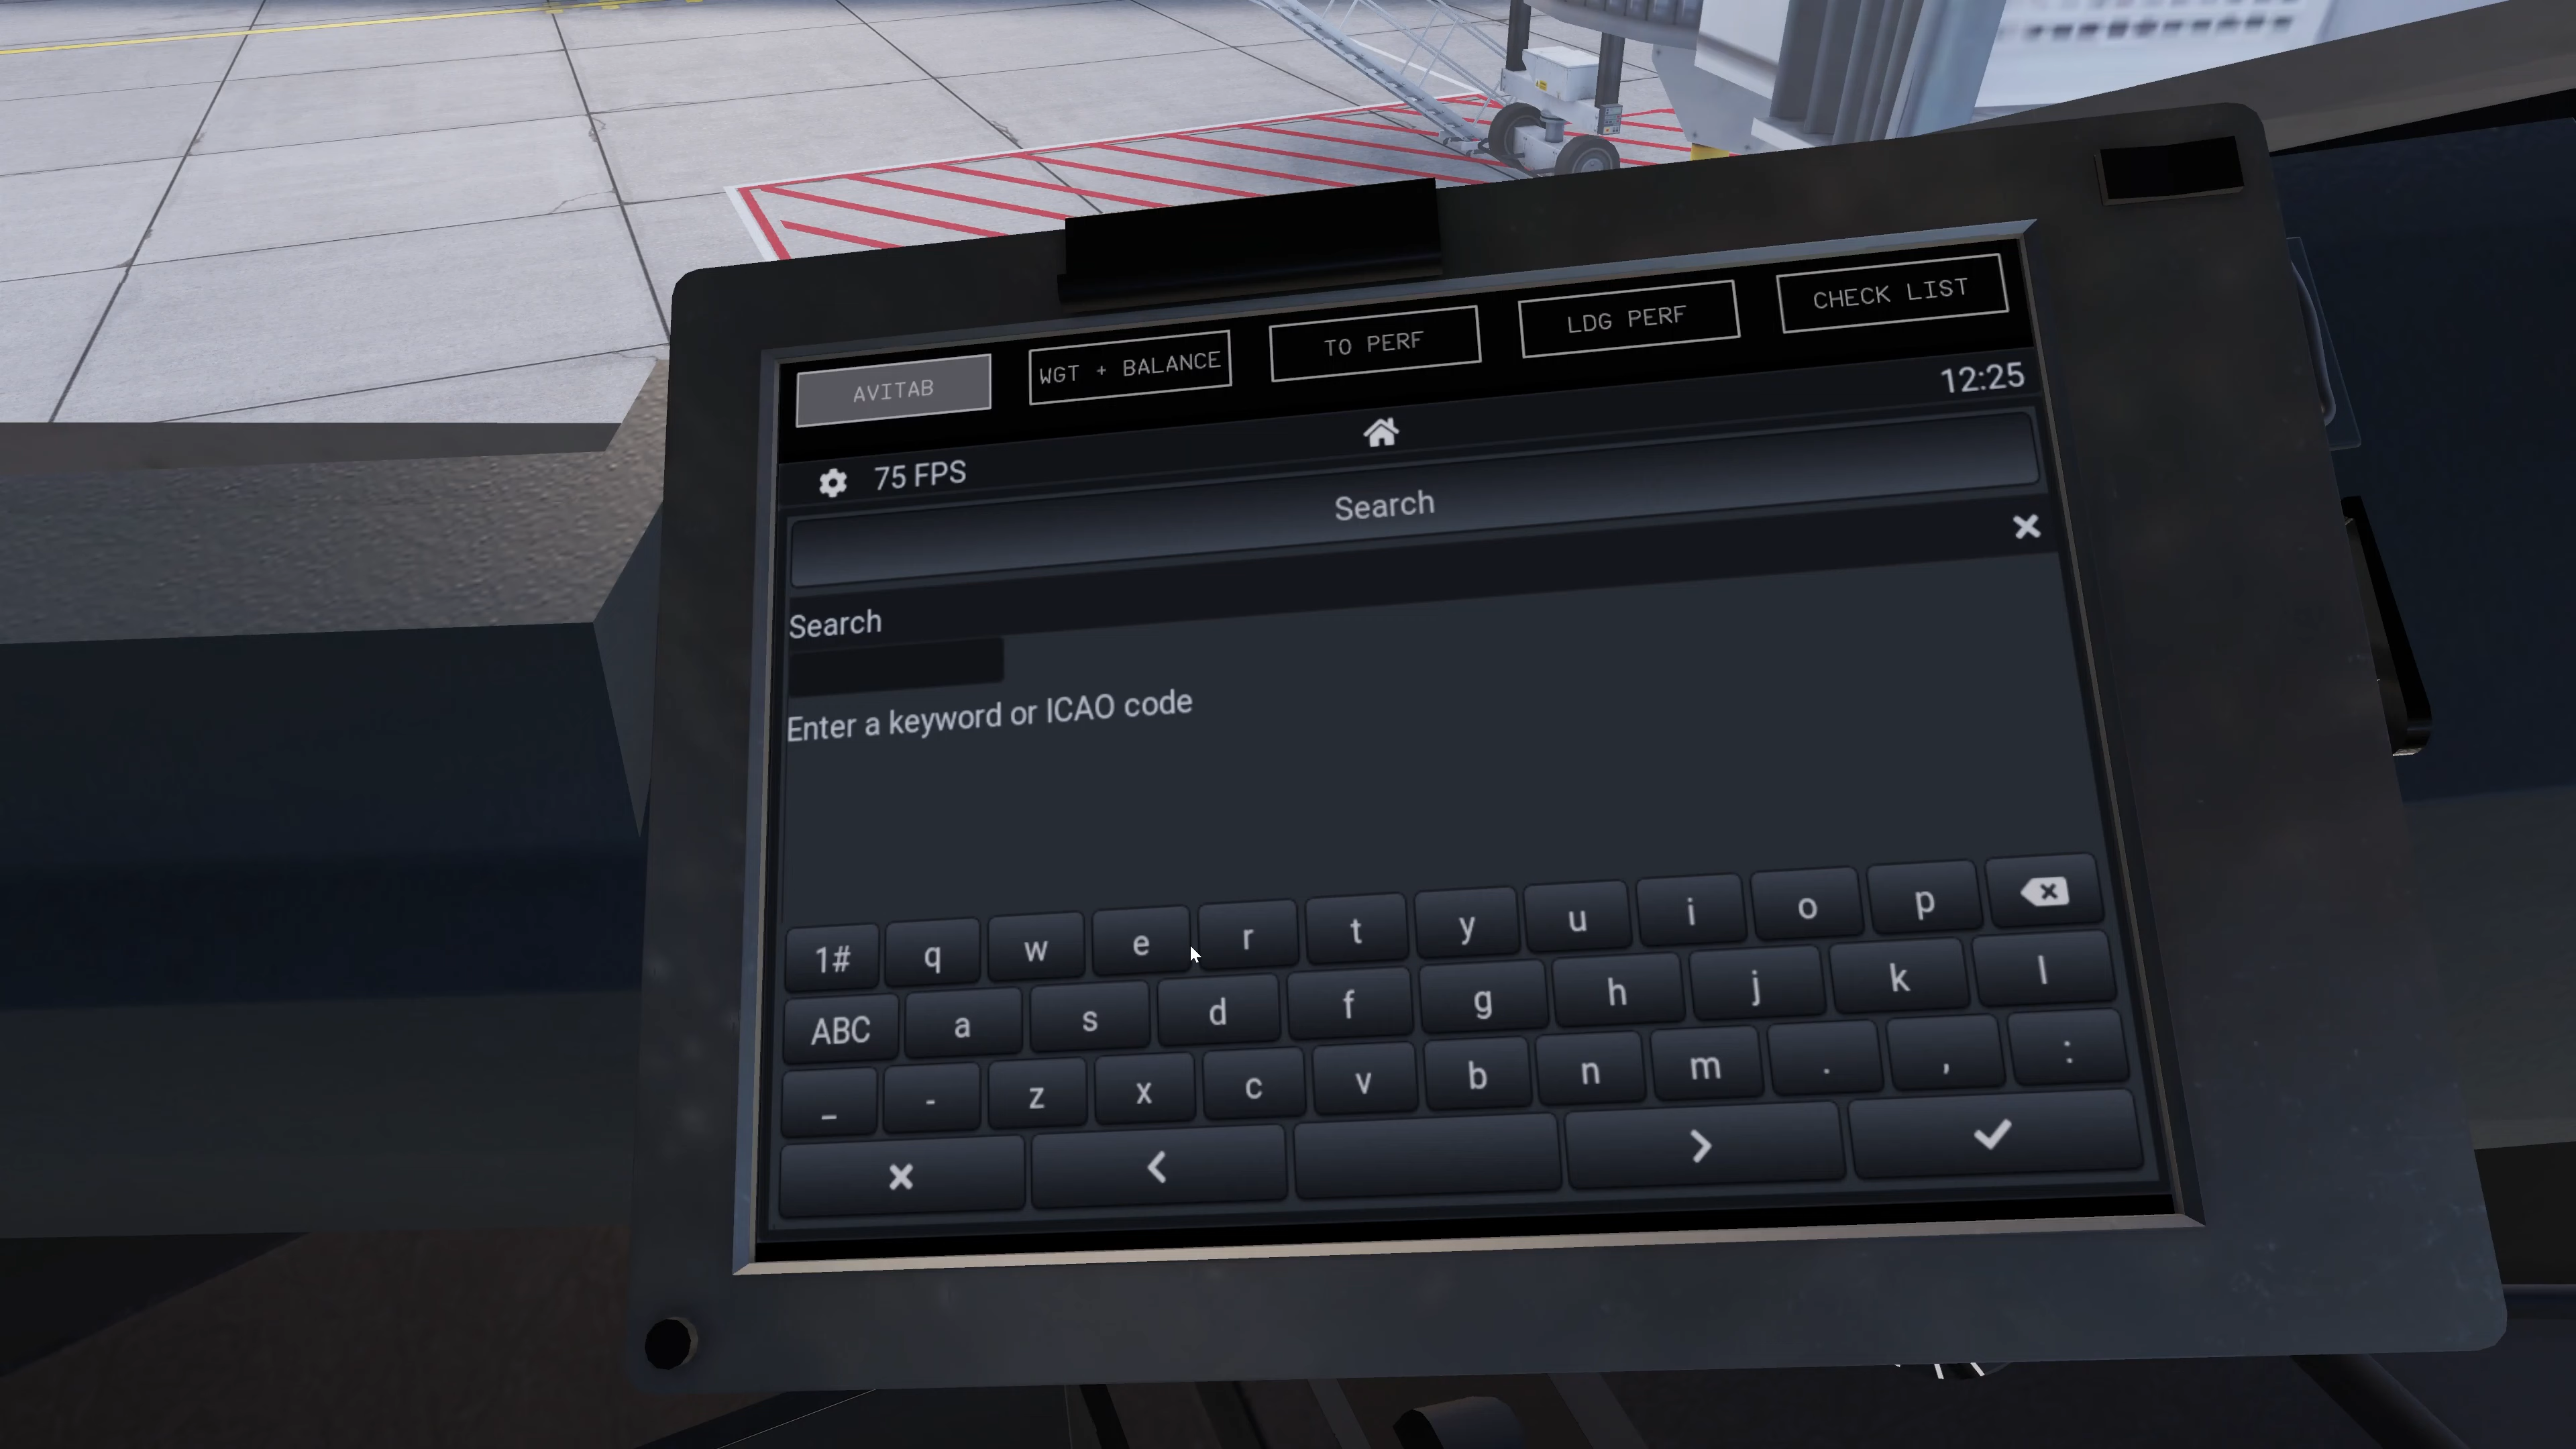 AVITAB WGT + BALANCE TO PERF LDG PERF CHECK LIST
75 FPS 12:25
Search
Search
Enter a keyword or ICAO code
1# q w e r t y u i o p
ABC a s d f g h j k l
_ - z x c v b n m . , :